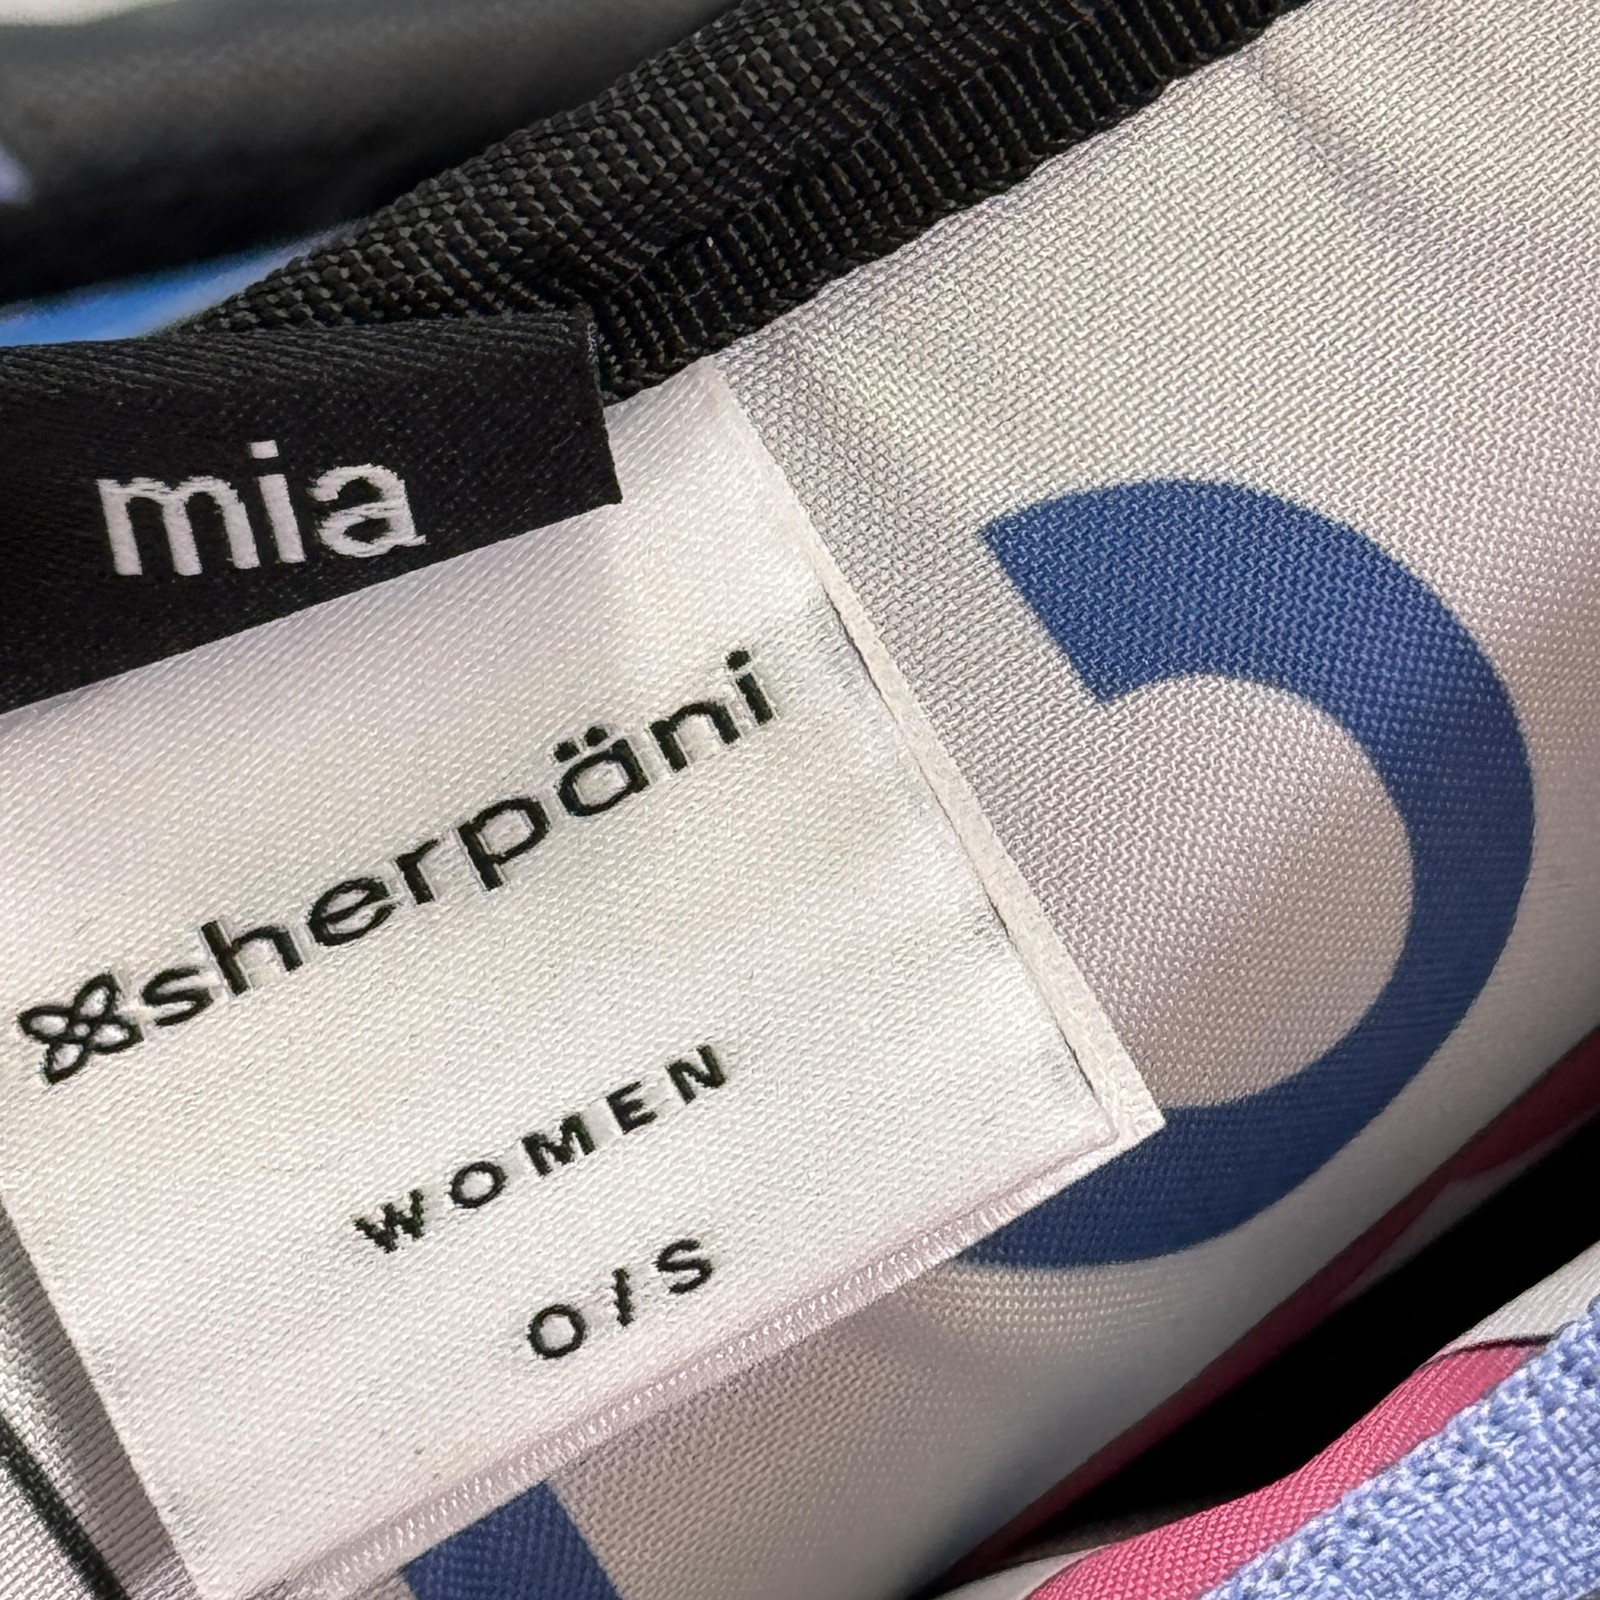 mia
sherpäni
WOMEN
O/S